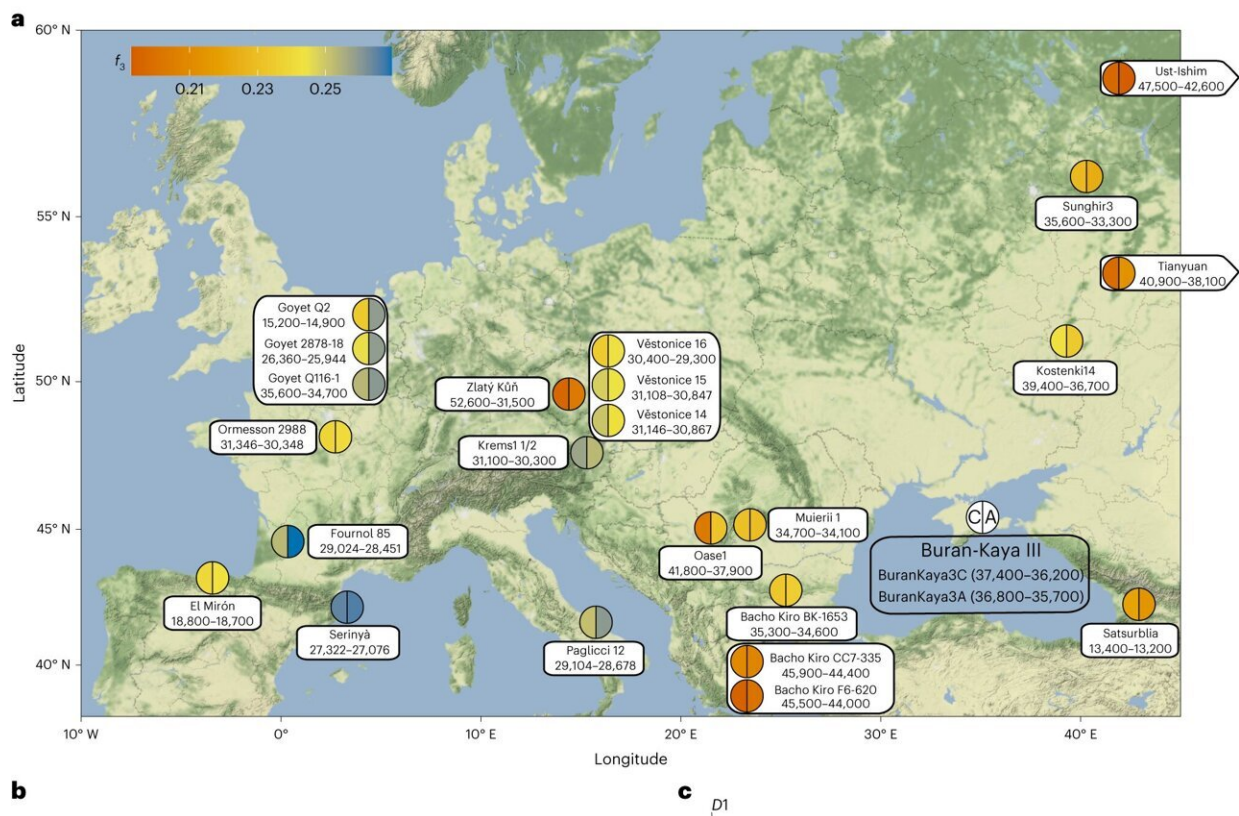 a
60° N
55° N
50° N
45° N
40° N
Latitude
f3
0.21
0.23
0.25
Ust-Ishim
47,500–42,600
Sunghir3
35,600–33,300
Tianyuan
40,900–38,100
Kostenki14
39,400–36,700
Goyet Q2
15,200–14,900
Goyet 2878-18
26,360–25,944
Goyet Q116-1
35,600–34,700
Věstonice 16
30,400–29,300
Věstonice 15
31,108–30,847
Věstonice 14
31,146–30,867
Zlatý Kůň
52,600–31,500
Ormesson 2988
31,346–30,348
Krems1 1/2
31,100–30,300
Fournol 85
29,024–28,451
Muierii 1
34,700–34,100
Oase1
41,800–37,900
C A
Buran-Kaya III
BuranKaya3C (37,400–36,200)
BuranKaya3A (36,800–35,700)
El Mirón
18,800–18,700
Serinyà
27,322–27,076
Paglicci 12
29,104–28,678
Bacho Kiro BK-1653
35,300–34,600
Bacho Kiro CC7-335
45,900–44,400
Bacho Kiro F6-620
45,500–44,000
Satsurblia
13,400–13,200
10° W
0
10° E
20° E
30° E
40° E
Longitude
b
c
D1